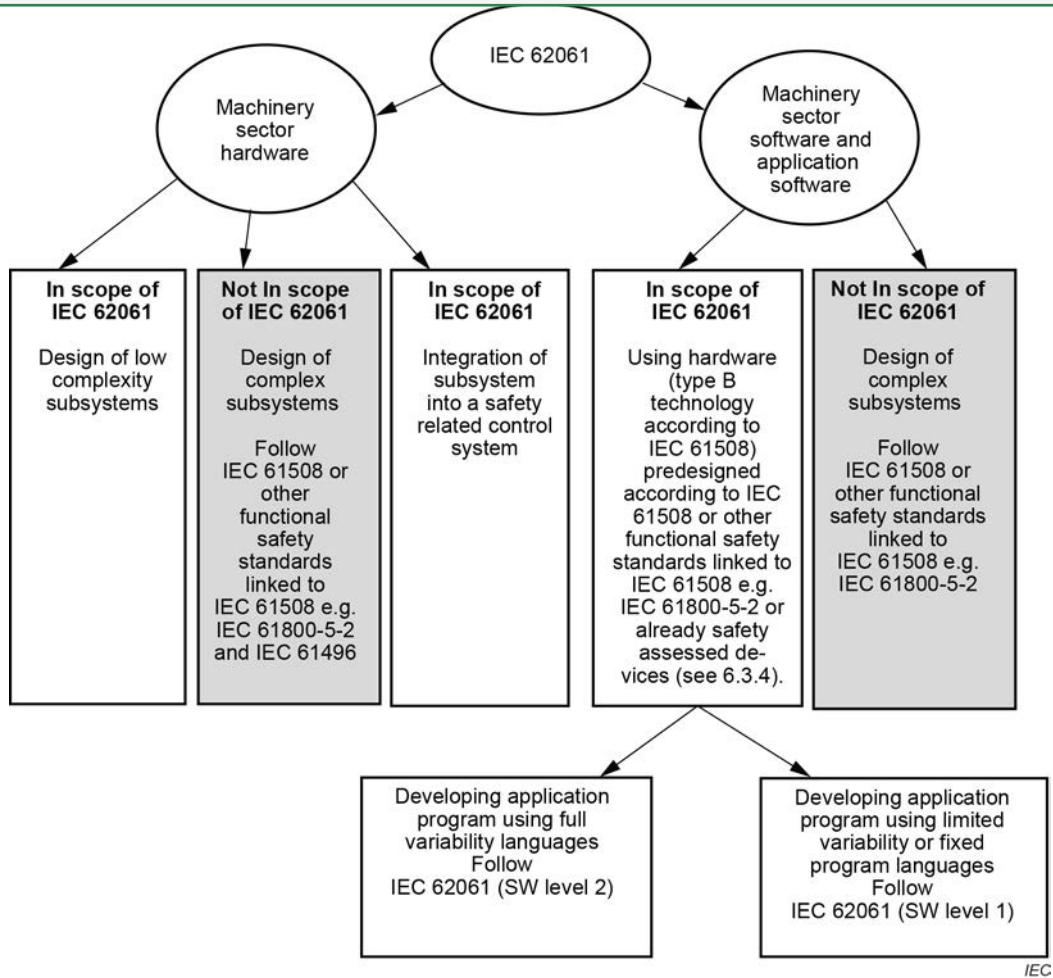 IEC 62061
Machinery
sector
hardware
Machinery
sector
software and
application
software
In scope of
IEC 62061
Design of low
complexity
subsystems
Not In scope
of IEC 62061
Design of
complex
subsystems
Follow
IEC 61508 or
other
functional
safety
standards
linked to
IEC 61508 e.g.
IEC 61800-5-2
and IEC 61496
In scope of
IEC 62061
Integration of
subsystem
into a safety
related control
system
In scope of
IEC 62061
Using hardware
(type B
technology
according to
IEC 61508)
predesigned
according to IEC
61508 or other
functional safety
standards linked to
IEC 61508 e.g.
IEC 61800-5-2 or
already safety
assessed de-
vices (see 6.3.4).
Not In scope of
IEC 62061
Design of
complex
subsystems
Follow
IEC 61508 or
other functional
safety standards
linked to
IEC 61508 e.g.
IEC 61800-5-2
Developing application
program using full
variability languages
Follow
IEC 62061 (SW level 2)
Developing application
program using limited
variability or fixed
program languages
Follow
IEC 62061 (SW level 1)
IEC